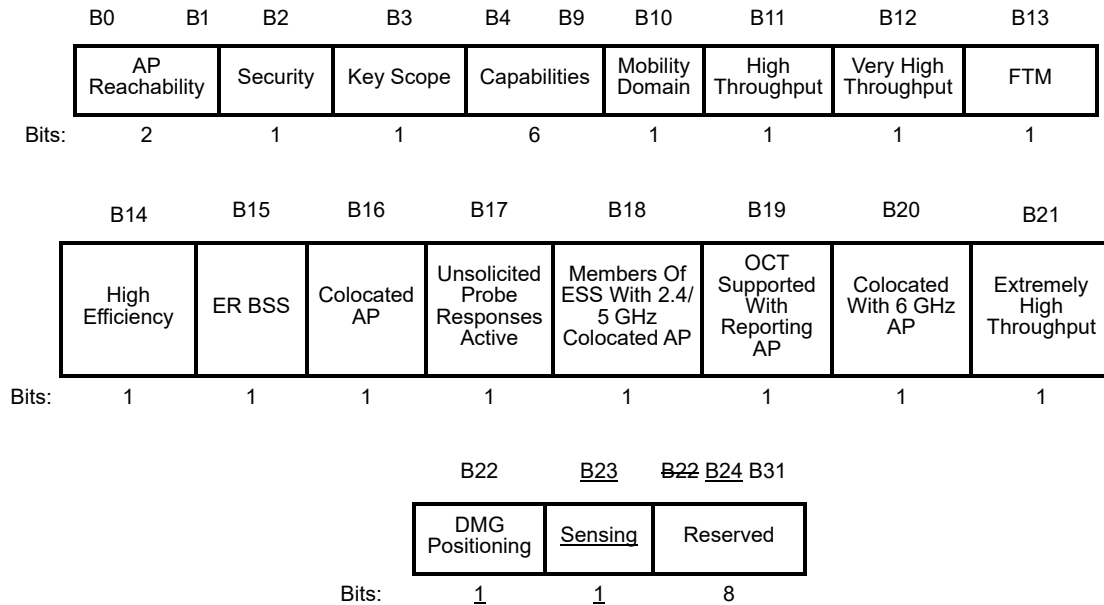 B0 B1 B2 B3 B4 B9 B10 B11 B12 B13
AP Reachability Security Key Scope Capabilities Mobility Domain High Throughput Very High Throughput FTM
Bits: 2 1 1 6 1 1 1 1
B14 B15 B16 B17 B18 B19 B20 B21
High Efficiency ER BSS Colocated AP Unsolicited Probe Responses Active Members Of ESS With 2.4/ 5 GHz Colocated AP OCT Supported With Reporting AP Colocated With 6 GHz AP Extremely High Throughput
Bits: 1 1 1 1 1 1 1 1
B22 B23 B22 B24 B31
DMG Positioning Sensing Reserved
Bits: 1 1 8